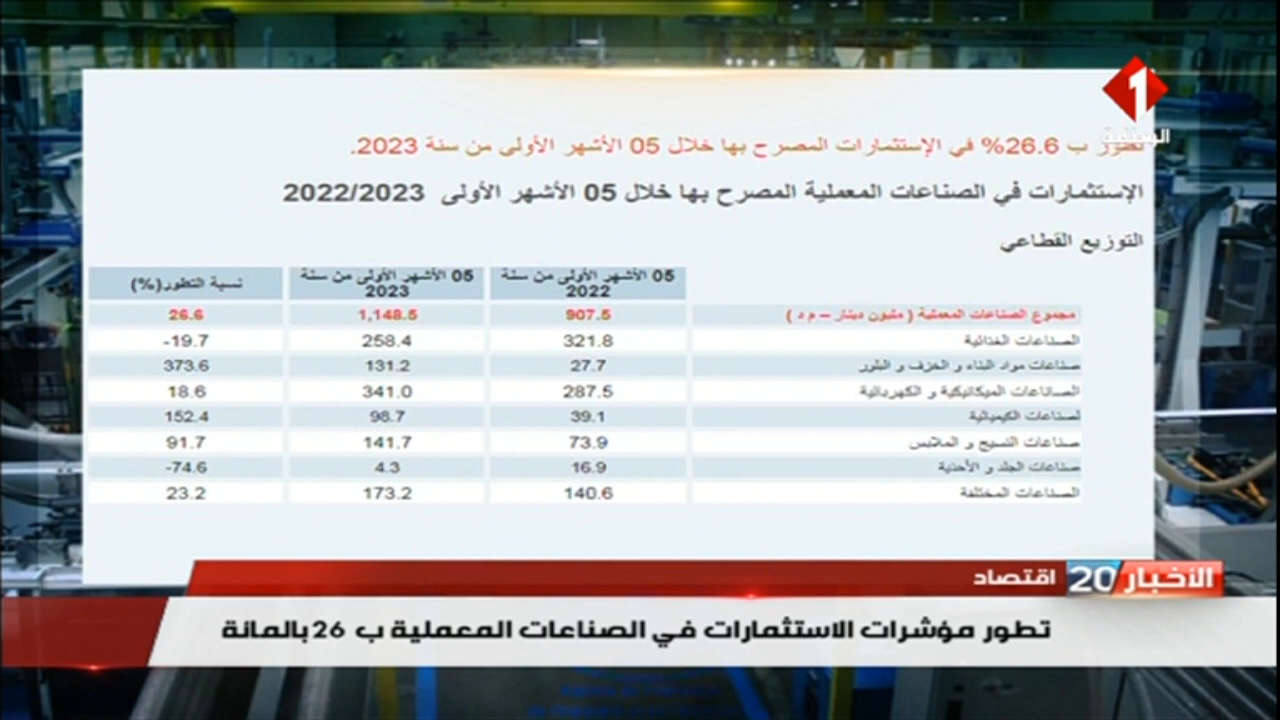 1
الوطنية
تطور ب 26.6% في الإستثمارات المصرح بها خلال 05 الأشهر الأولى من سنة 2023.
الإستثمارات في الصناعات المعملية المصرح بها خلال 05 الأشهر الأولى 2022/2023
التوزيع القطاعي
05 الأشهر الأولى من سنة 2022 05 الأشهر الأولى من سنة 2023 نسبة التطور(%)
مجموع الصناعات المعملية ( مليون دينار – م د ) 907.5 1,148.5 26.6
الصناعات الغذائية 321.8 258.4 -19.7
صناعات مواد البناء و الخزف و البلور 27.7 131.2 373.6
الصناعات الميكانيكية و الكهربائية 287.5 341.0 18.6
لصناعات الكيميائية 39.1 98.7 152.4
صناعات النسيج و الملابس 73.9 141.7 91.7
صناعات الجلد و الأحذية 16.9 4.3 -74.6
الصناعات المختلفة 140.6 173.2 23.2
الأخبار 20 اقتصاد
تطور مؤشرات الاستثمارات في الصناعات المعملية ب 26 بالمائة